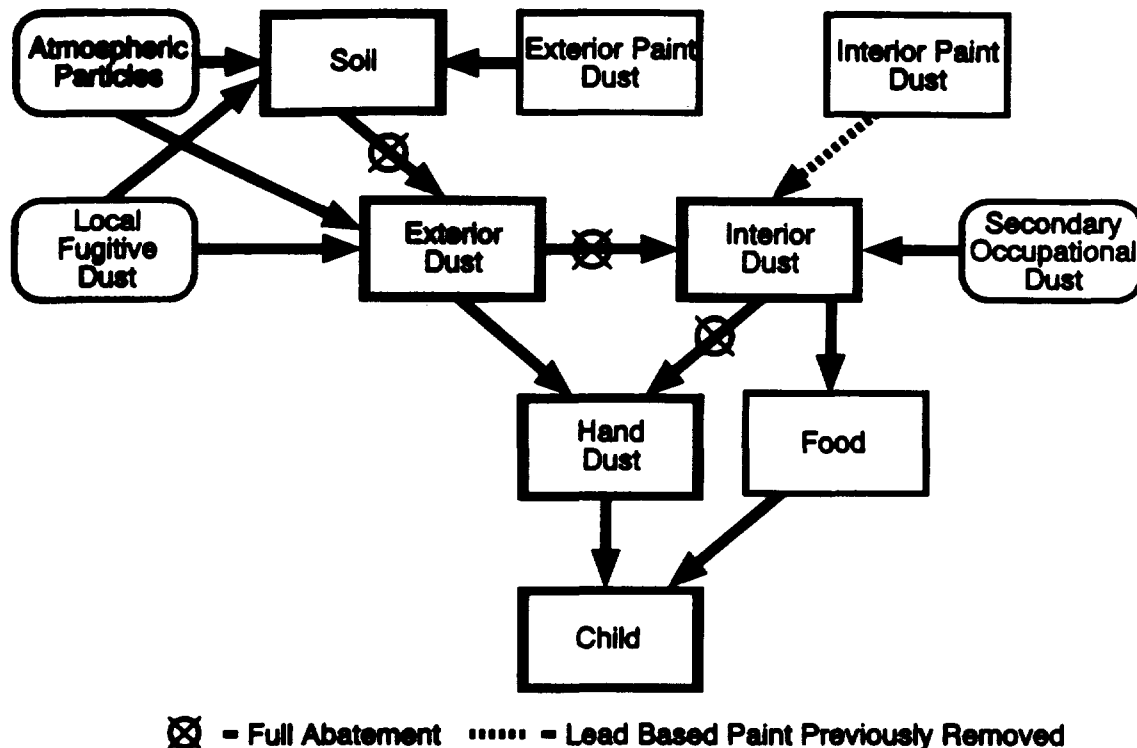 Atmospheric
Particles
Soil
Exterior Paint
Dust
Interior Paint
Dust
Local
Fugitive
Dust
Exterior
Dust
Interior
Dust
Secondary
Occupational
Dust
Hand
Dust
Food
Child
= Full Abatement
= Lead Based Paint Previously Removed